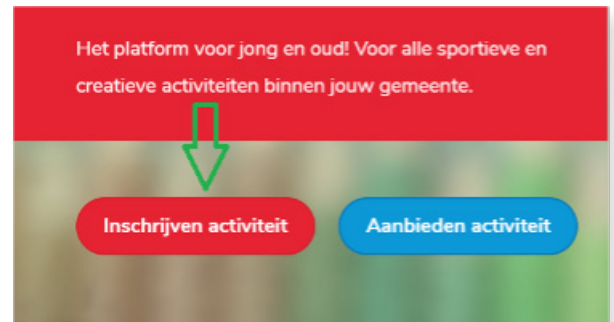 Het platform voor jong en oud! Voor alle sportieve en
creatieve activiteiten binnen jouw gemeente.
Inschrijven activiteit
Aanbieden activiteit